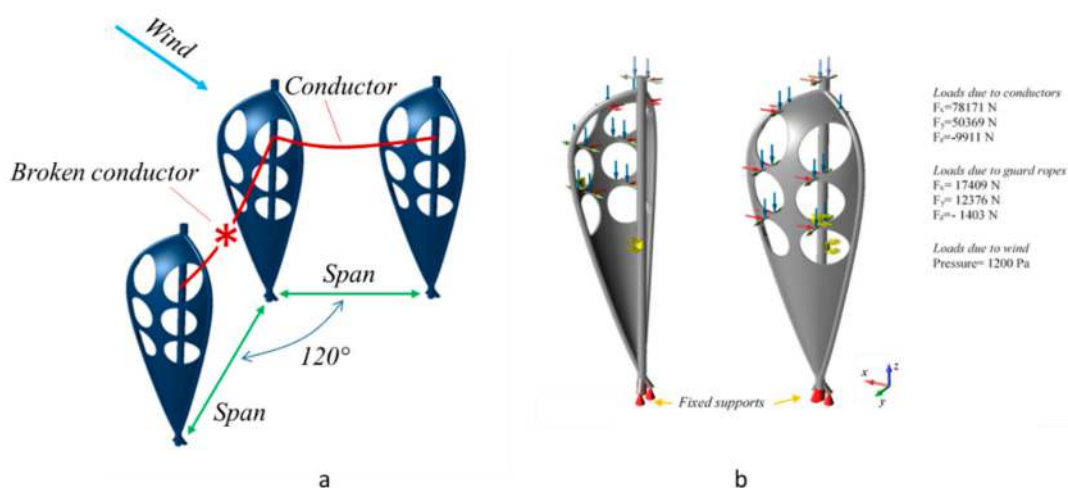 Wind
Conductor
Broken conductor
Span
120°
Span
a
Loads due to conductors
Fx=78171 N
Fy=50369 N
Fz=-9911 N
Loads due to guard ropes
Fx= 17409 N
Fy= 12376 N
Fz=- 1403 N
Loads due to wind
Pressure= 1200 Pa
z
x
y
Fixed supports
b